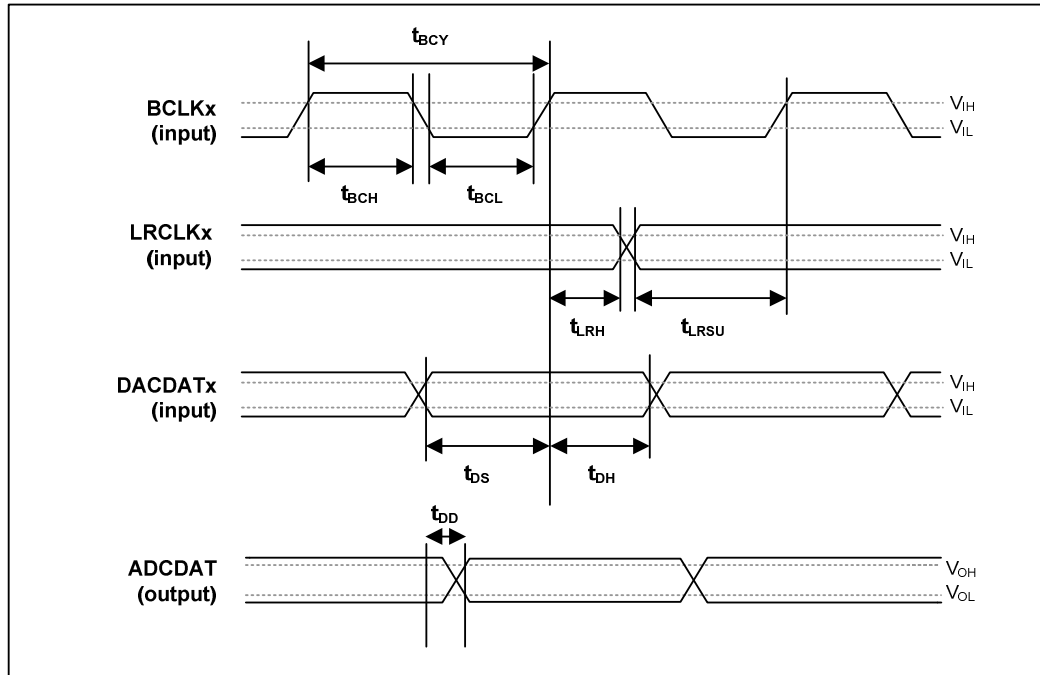 tBCY
BCLKx
(input)
VIH
VIL
tBCH
tBCL
LRCLKx
(input)
VIH
VIL
tLRH
tLRSU
DACDATx
(input)
VIH
VIL
tDS
tDH
tDD
ADCDAT
(output)
VOH
VOL